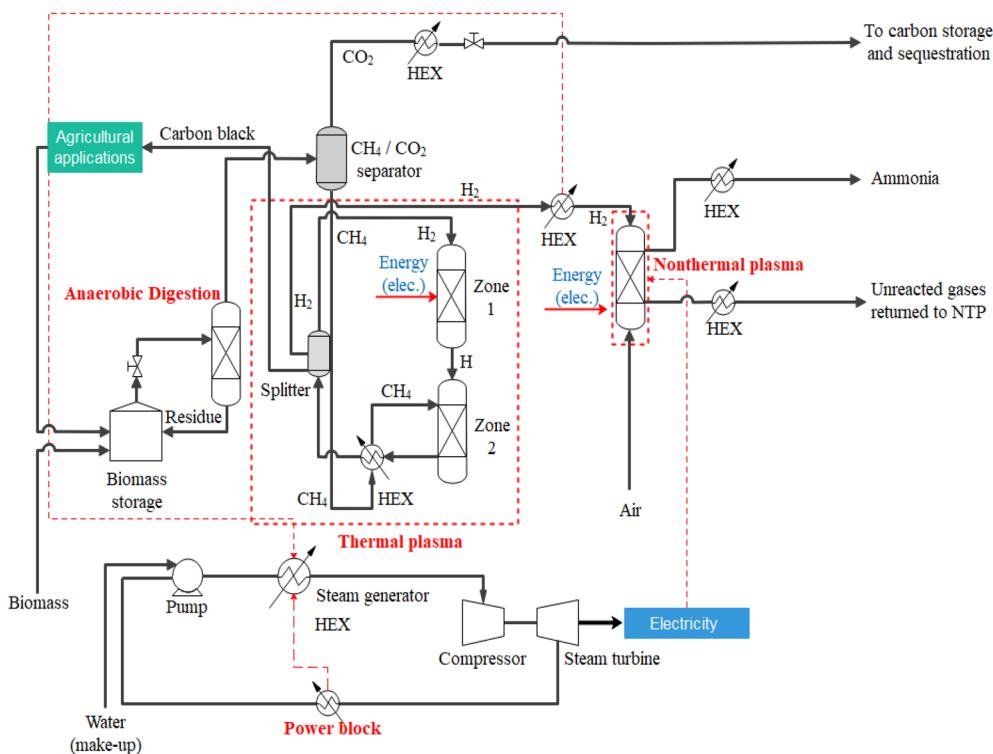 To carbon storage
and sequestration
CO₂
HEX
Agricultural
applications
Carbon black
CH₄ / CO₂
separator
H₂
Ammonia
HEX
H₂
HEX
CH₄
H₂
Nonthermal plasma
Energy
(elec.)
Zone
1
Energy
(elec.)
Anaerobic Digestion
H₂
Unreacted gases
returned to NTP
HEX
H
Splitter
CH₄
Residue
Zone
2
Biomass
storage
CH₄
HEX
Air
Thermal plasma
Biomass
Pump
Steam generator
HEX
Electricity
Compressor
Steam turbine
Water
(make-up)
Power block